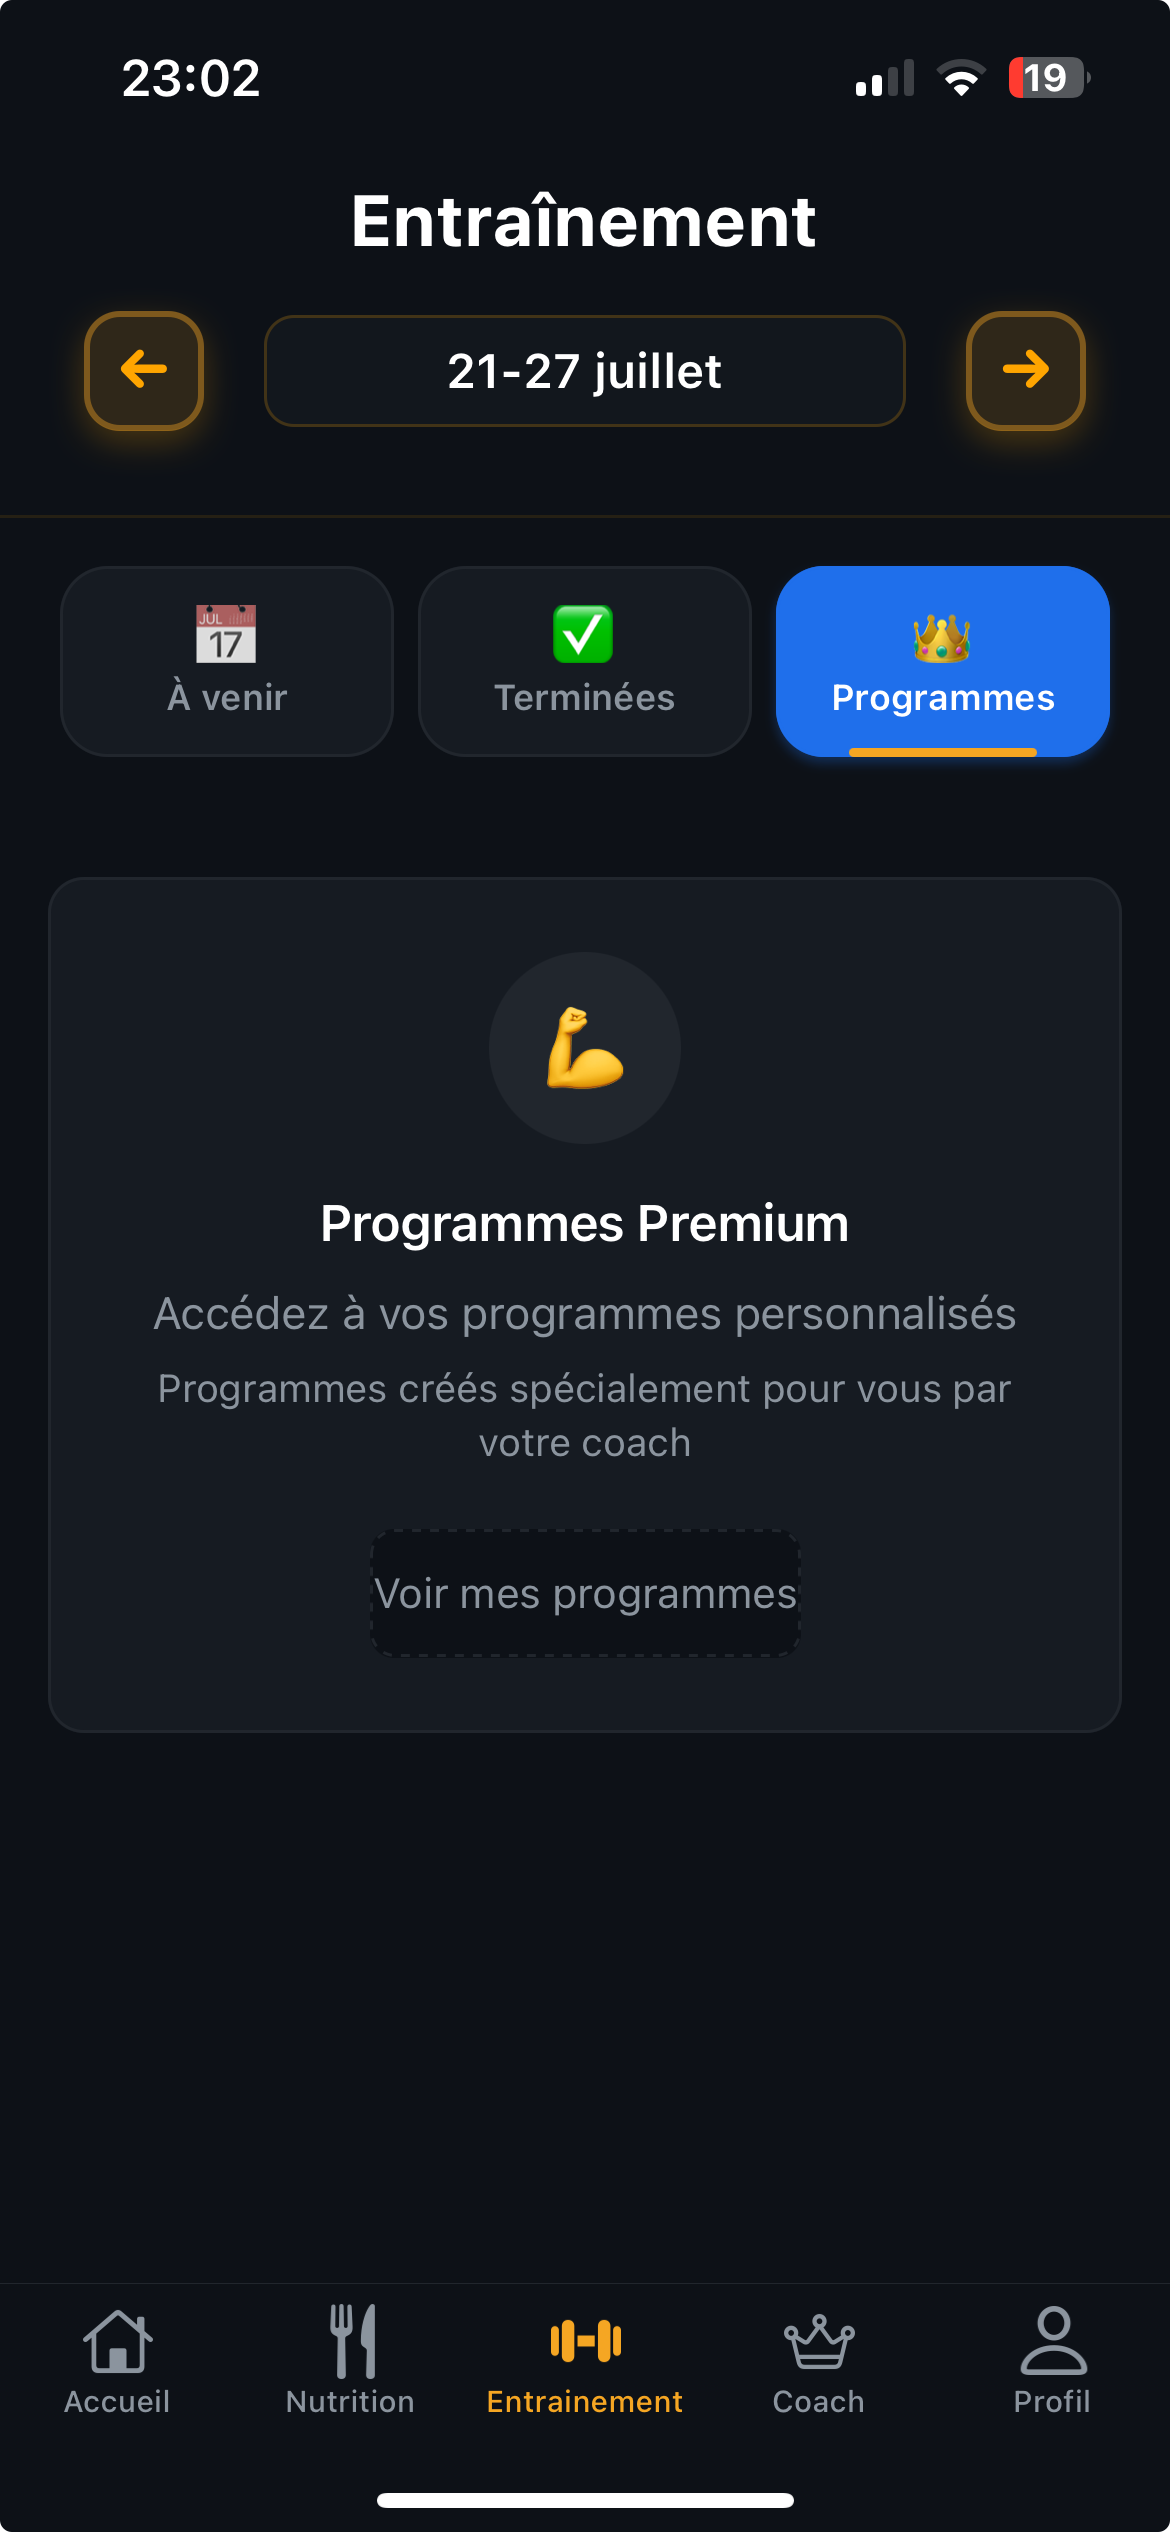 23:02
19
Entraînement
21-27 juillet
JUL
17
À venir
Terminées
Programmes
Programmes Premium
Accédez à vos programmes personnalisés
Programmes créés spécialement pour vous par
votre coach
Voir mes programmes
Accueil
Nutrition
Entrainement
Coach
Profil